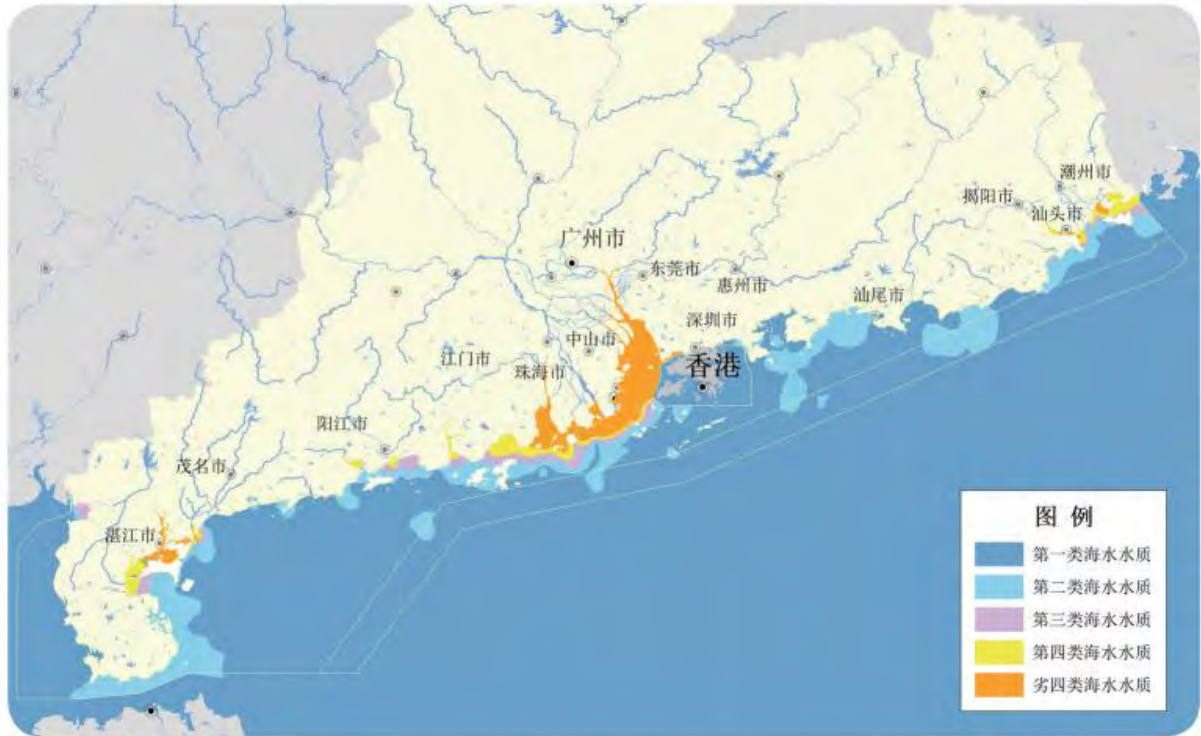 潮州市
揭阳市
汕头市
广州市
东莞市
惠州市
汕尾市
深圳市
中山市
江门市
珠海市
香港
阳江市
茂名市
湛江市
图 例
第一类海水水质
第二类海水水质
第三类海水水质
第四类海水水质
劣四类海水水质